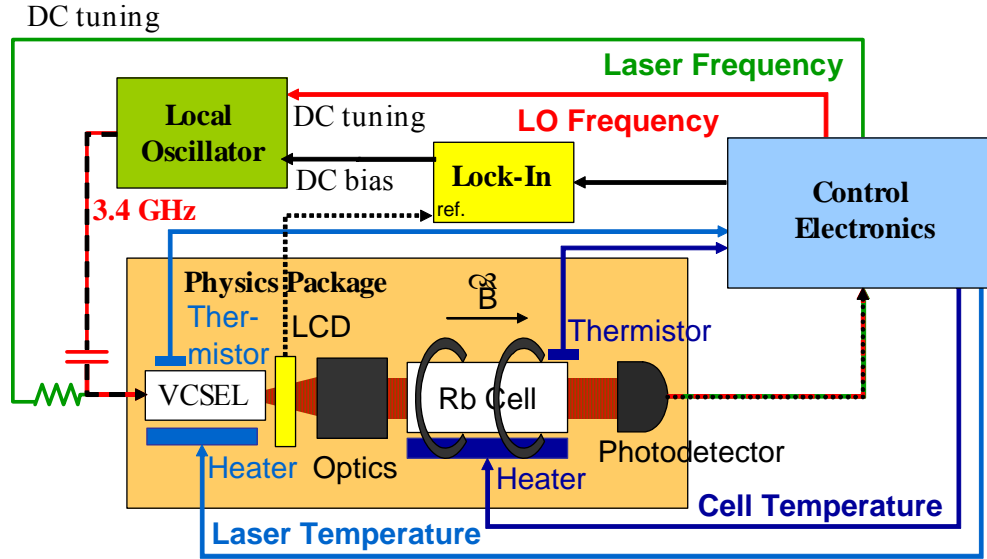 DC tuning
Laser Frequency
Local
Oscillator
DC tuning
LO Frequency
DC bias
Lock-In
ref.
Control
Electronics
3.4 GHz
Physics Package
B
Ther-
mistor
LCD
Thermistor
VCSEL
Rb Cell
Heater
Optics
Heater
Photodetector
Cell Temperature
Laser Temperature